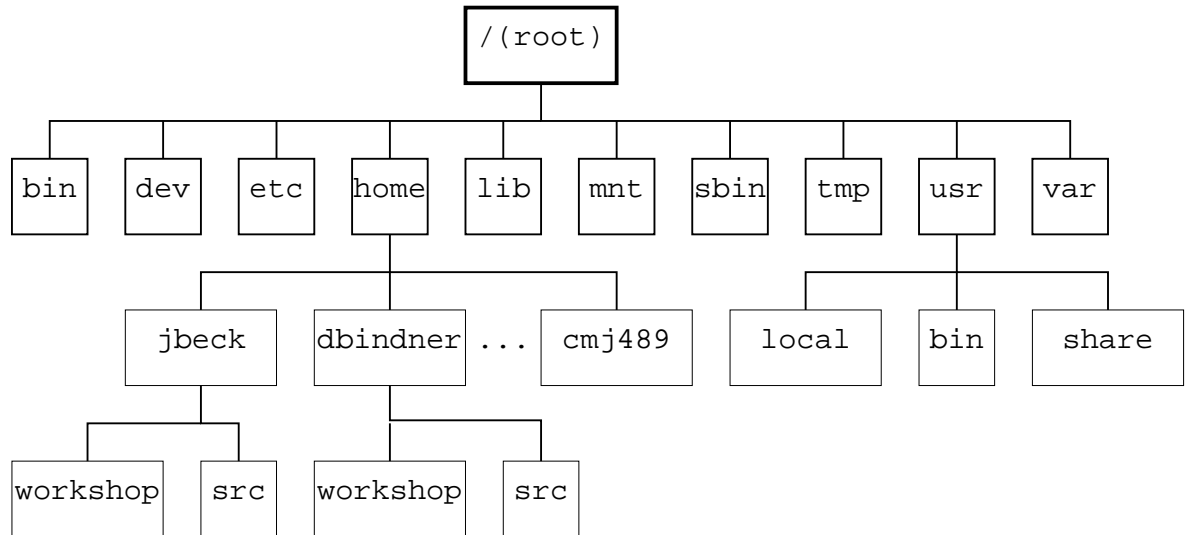 /(root)
bin dev etc home lib mnt sbin tmp usr var
jbeck dbindner ... cmj489 local bin share
workshop src workshop src